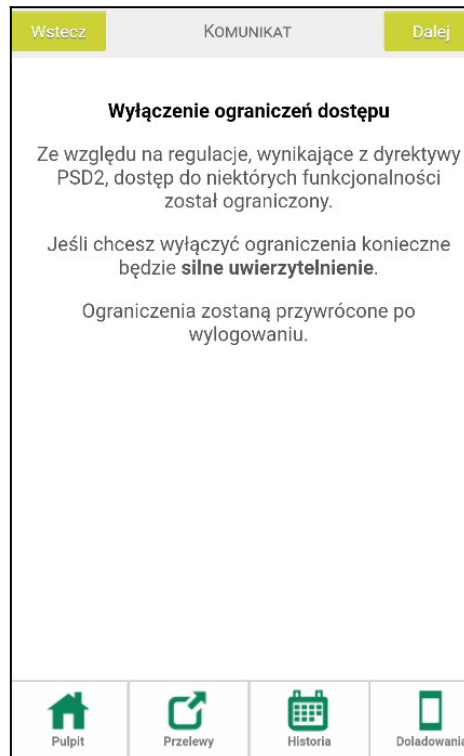 Wstecz
KOMUNIKAT
Dalej
Wyłączenie ograniczeń dostępu
Ze względu na regulacje, wynikające z dyrektywy
PSD2, dostęp do niektórych funkcjonalności
został ograniczony.
Jeśli chcesz wyłączyć ograniczenia konieczne
będzie silne uwierzytelnienie.
Ograniczenia zostaną przywrócone po
wylogowaniu.
Pulpit
Przelewy
Historia
Doladowania